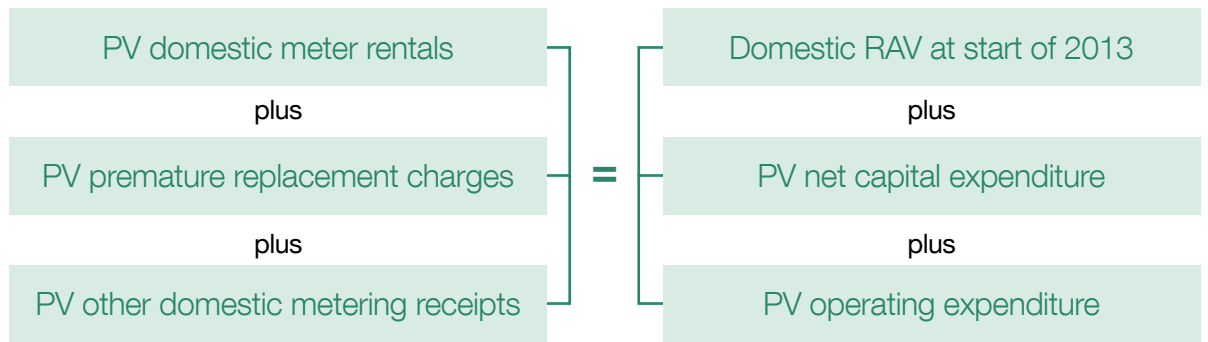 PV domestic meter rentals
plus
PV premature replacement charges
plus
PV other domestic metering receipts
=
Domestic RAV at start of 2013
plus
PV net capital expenditure
plus
PV operating expenditure